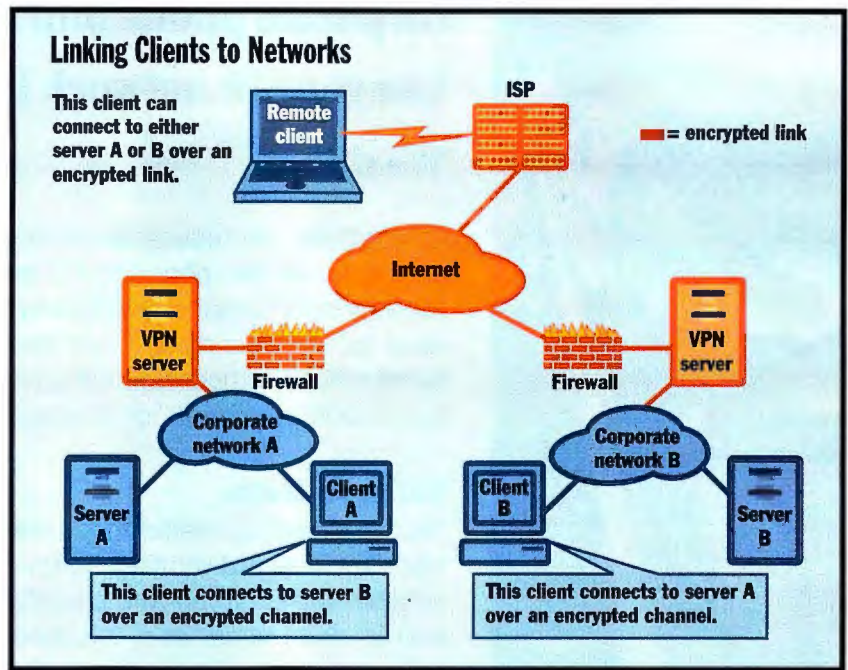 Linking Clients to Networks
This client can
connect to either
server A or B over an
encrypted link.
Remote
client
ISP
= encrypted link
Internet
VPN
server
Firewall
Firewall
VPN
server
Corporate
network A
Corporate
network B
Server
A
Client
A
Client
B
Server
B
This client connects to server B
over an encrypted channel.
This client connects to server A
over an encrypted channel.